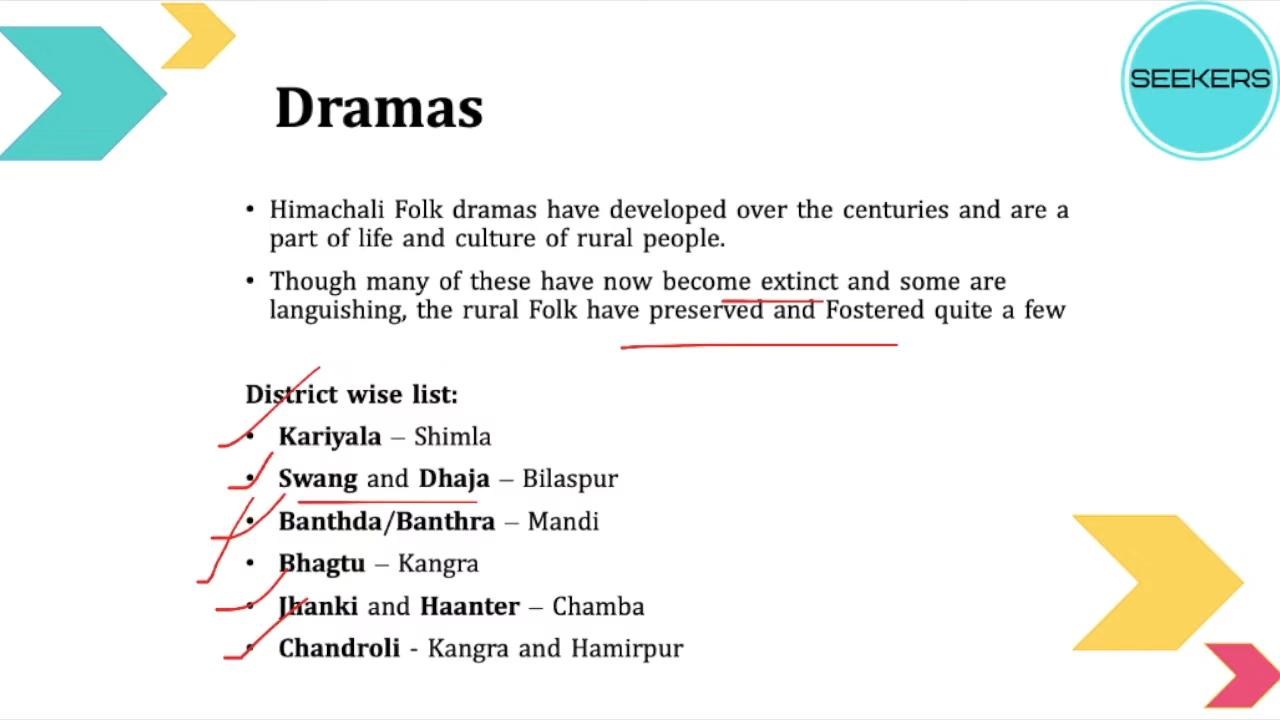 SEEKERS
Dramas
• Himachali Folk dramas have developed over the centuries and are a
part of life and culture of rural people.
• Though many of these have now become extinct and some are
languishing, the rural Folk have preserved and Fostered quite a few
District wise list:
• Kariyala – Shimla
• Swang and Dhaja – Bilaspur
• Banthda/Banthra – Mandi
• Bhagtu – Kangra
• Jhanki and Haanter – Chamba
• Chandroli - Kangra and Hamirpur